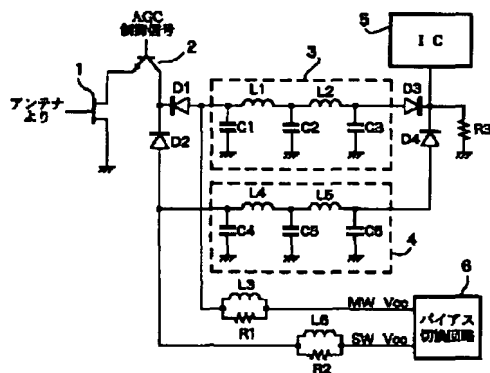 AGC
制御信号
2
5
IC
1
アンテナ
より
D1
3
L1
L2
D3
C1
C2
C3
R3
D2
D4
L4
L5
C4
C5
C6
4
L3
MW Vcc
6
R1
バイアス
切換回路
L6
SW Vcc
R2